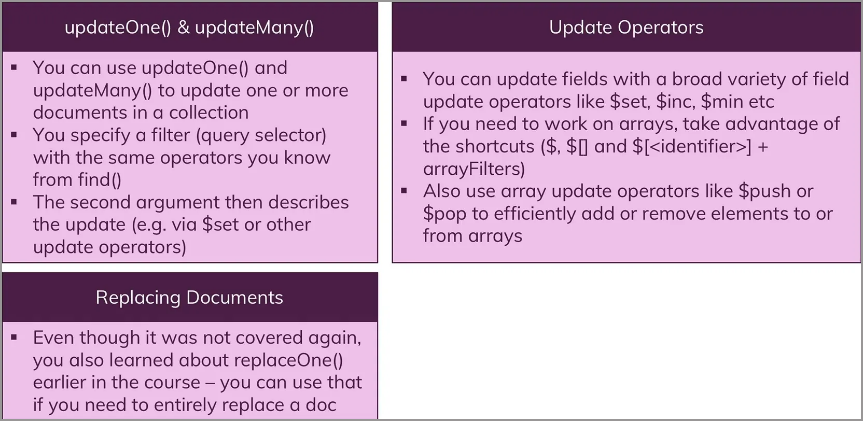 updateOne() & updateMany()
▪ You can use updateOne() and
updateMany() to update one or more
documents in a collection
▪ You specify a filter (query selector)
with the same operators you know
from find()
▪ The second argument then describes
the update (e.g. via $set or other
update operators)
Update Operators
▪ You can update fields with a broad variety of field
update operators like $set, $inc, $min etc
▪ If you need to work on arrays, take advantage of
the shortcuts ($, $[] and $[<identifier>] +
arrayFilters)
▪ Also use array update operators like $push or
$pop to efficiently add or remove elements to or
from arrays
Replacing Documents
▪ Even though it was not covered again,
you also learned about replaceOne()
earlier in the course – you can use that
if you need to entirely replace a doc